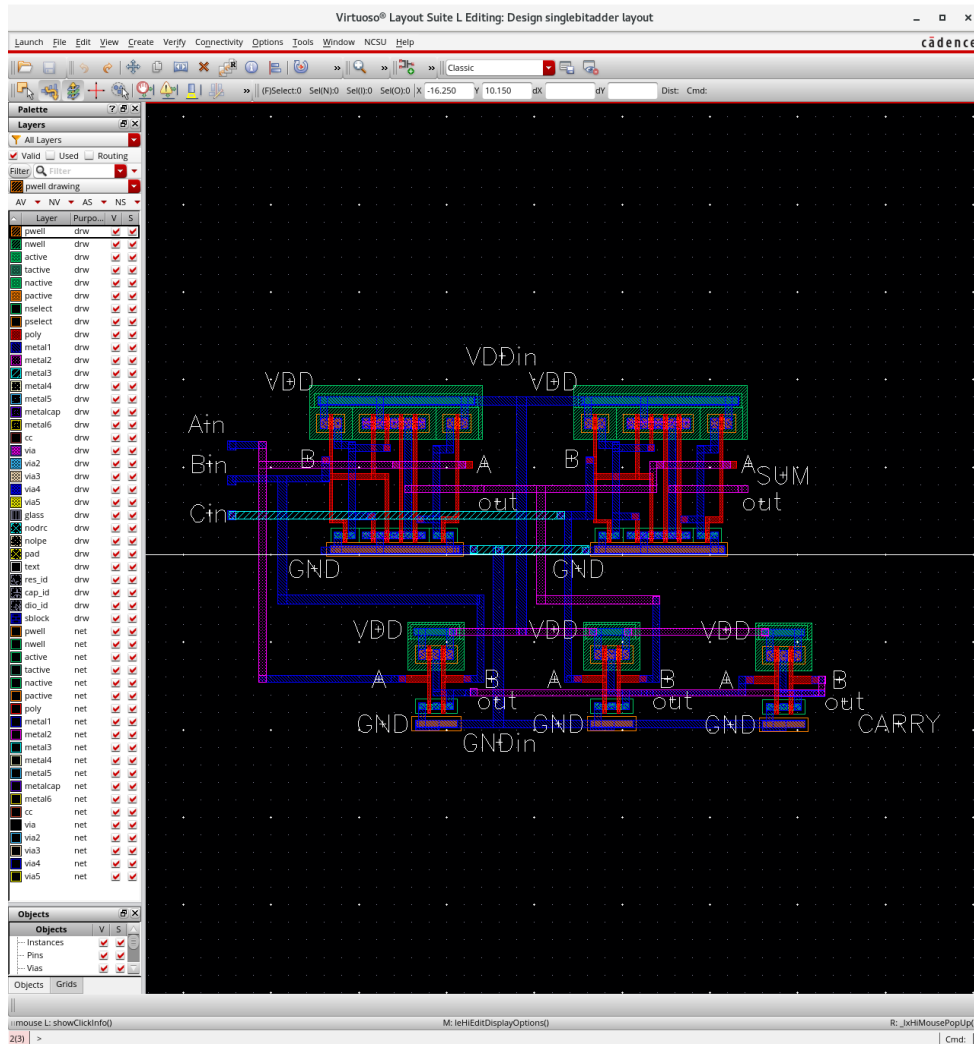 Virtuoso® Layout Suite L Editing: Design singlebitadder layout
Launch File Edit View Create Verify Connectivity Options Tools Window NCSU Help
cādence
» » » Classic
» (F)Select:0 Sel(N):0 Sel(I):0 Sel(O):0 X -16.250 Y 10.150 dX dY Dist: Cmd:
Palette
Layers
All Layers
Valid Used Routing
Filter Filter
pwell drawing
AV NV AS NS
Layer Purpo... V S
pwell drw
nwell drw
active drw
tactive drw
nactive drw
pactive drw
nselect drw
pselect drw
poly drw
metal1 drw
metal2 drw
metal3 drw
metal4 drw
metal5 drw
metalcap drw
metal6 drw
cc drw
via drw
via2 drw
via3 drw
via4 drw
via5 drw
glass drw
nodrc drw
nolpe drw
pad drw
text drw
res_id drw
cap_id drw
dio_id drw
sblock drw
pwell net
nwell net
active net
tactive net
nactive net
pactive net
poly net
metal1 net
metal2 net
metal3 net
metal4 net
metal5 net
metalcap net
metal6 net
cc net
via net
via2 net
via3 net
via4 net
via5 net
Objects
Objects V S
Instances
Pins
Vias
Objects Grids
VDDin
VDD VDD
Ain
Bin B A B A
SUM
out out
Cin
GND GND
VDD VDD VDD
A B A B A B
out out out
GND GND GND CARRY
GNDin
mouse L: showClickInfo() M: leHiEditDisplayOptions() R: _lxHiMousePopUp(
2(3) > Cmd: